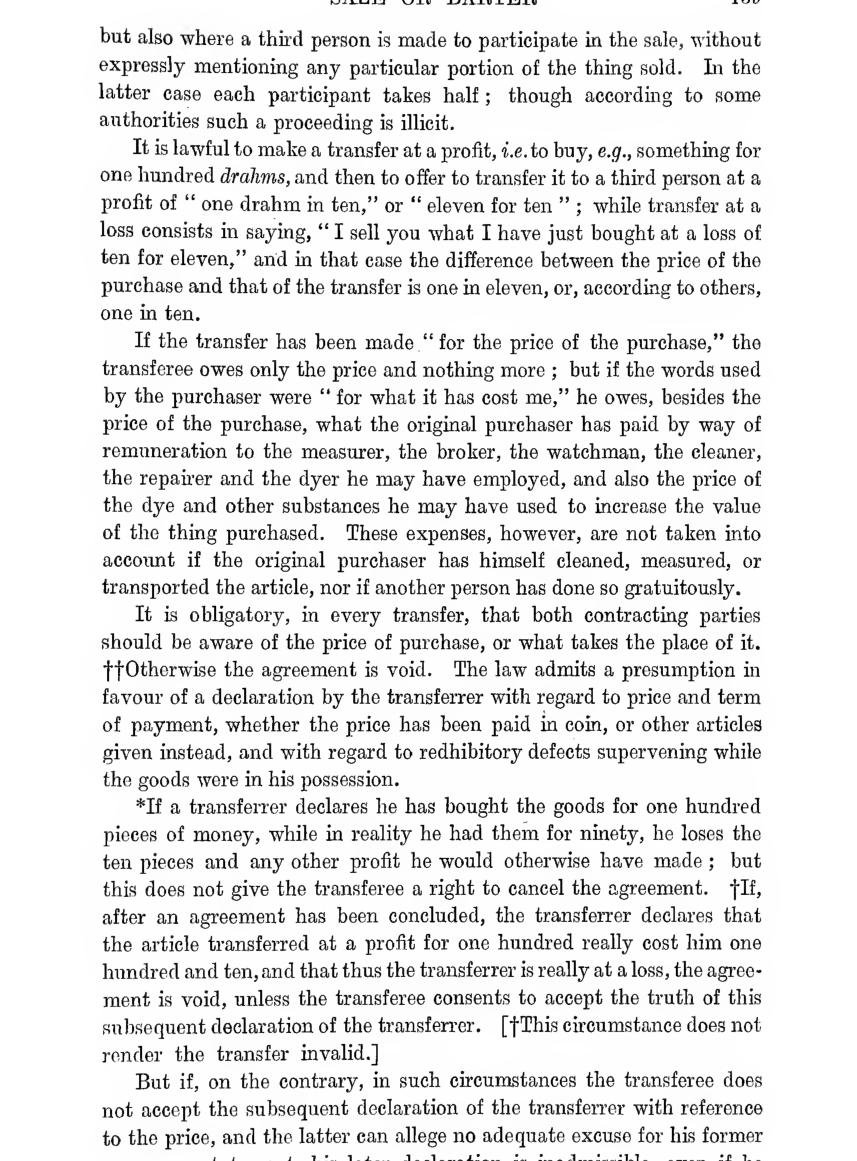 SALE OR BARTER
but also where a third person is made to participate in the sale, without
expressly mentioning any particular portion of the thing sold. In the
latter case each participant takes half ; though according to some
authorities such a proceeding is illicit.
It is lawful to make a transfer at a profit, i.e. to buy, e.g., something for
one hundred drahms, and then to offer to transfer it to a third person at a
profit of “ one drahm in ten,” or “ eleven for ten ” ; while transfer at a
loss consists in saying, “ I sell you what I have just bought at a loss of
ten for eleven,” and in that case the difference between the price of the
purchase and that of the transfer is one in eleven, or, according to others,
one in ten.
If the transfer has been made “ for the price of the purchase,” the
transferee owes only the price and nothing more ; but if the words used
by the purchaser were “ for what it has cost me,” he owes, besides the
price of the purchase, what the original purchaser has paid by way of
remuneration to the measurer, the broker, the watchman, the cleaner,
the repairer and the dyer he may have employed, and also the price of
the dye and other substances he may have used to increase the value
of the thing purchased. These expenses, however, are not taken into
account if the original purchaser has himself cleaned, measured, or
transported the article, nor if another person has done so gratuitously.
It is obligatory, in every transfer, that both contracting parties
should be aware of the price of purchase, or what takes the place of it.
††Otherwise the agreement is void. The law admits a presumption in
favour of a declaration by the transferrer with regard to price and term
of payment, whether the price has been paid in coin, or other articles
given instead, and with regard to redhibitory defects supervening while
the goods were in his possession.
*If a transferrer declares he has bought the goods for one hundred
pieces of money, while in reality he had them for ninety, he loses the
ten pieces and any other profit he would otherwise have made ; but
this does not give the transferee a right to cancel the agreement. †If,
after an agreement has been concluded, the transferrer declares that
the article transferred at a profit for one hundred really cost him one
hundred and ten, and that thus the transferrer is really at a loss, the agree-
ment is void, unless the transferee consents to accept the truth of this
subsequent declaration of the transferrer. [†This circumstance does not
render the transfer invalid.]
But if, on the contrary, in such circumstances the transferee does
not accept the subsequent declaration of the transferrer with reference
to the price, and the latter can allege no adequate excuse for his former